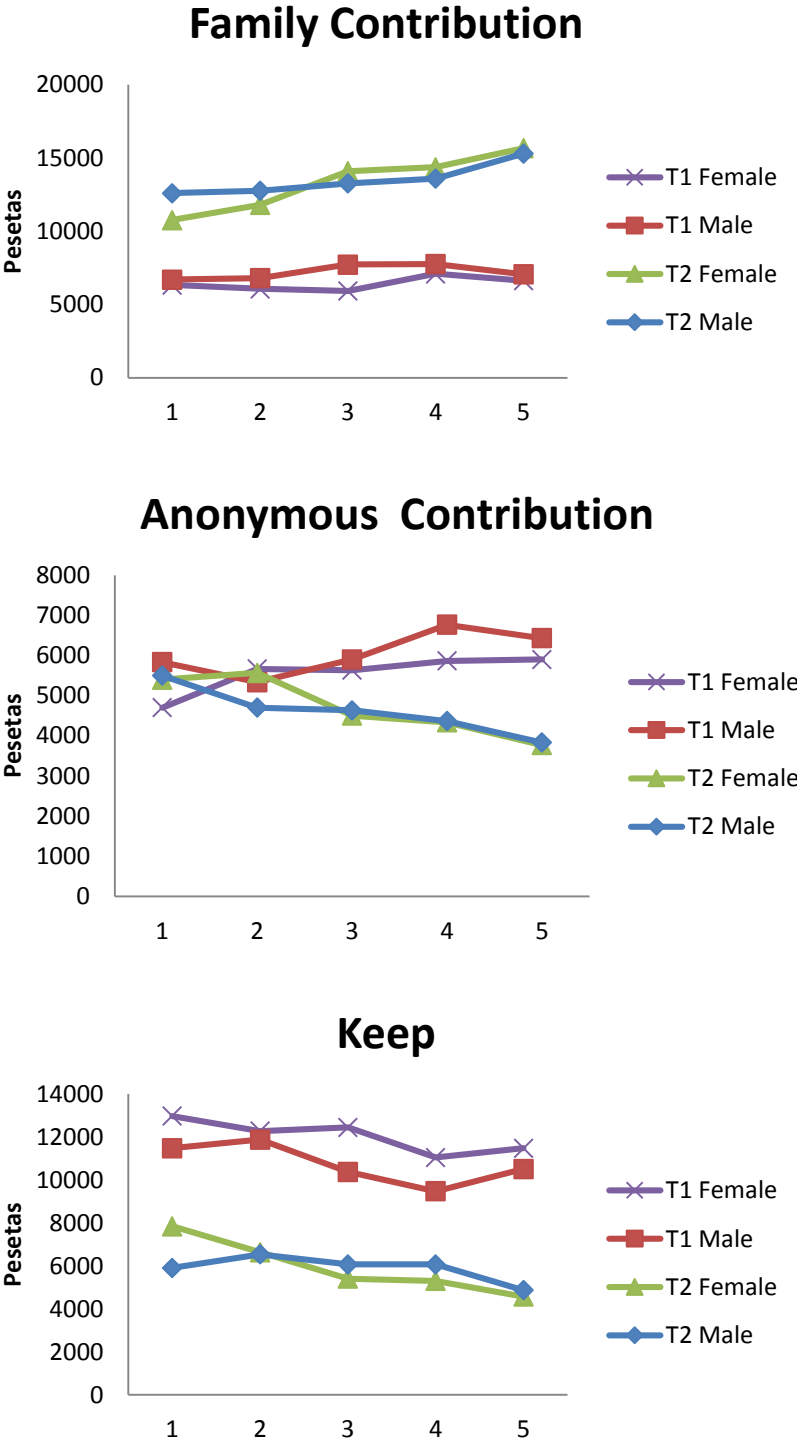 Family Contribution
20000
15000
10000
5000
0
Pesetas
1 2 3 4 5
T1 Female
T1 Male
T2 Female
T2 Male
Anonymous Contribution
8000
7000
6000
5000
4000
3000
2000
1000
0
Pesetas
1 2 3 4 5
T1 Female
T1 Male
T2 Female
T2 Male
Keep
14000
12000
10000
8000
6000
4000
2000
0
Pesetas
1 2 3 4 5
T1 Female
T1 Male
T2 Female
T2 Male